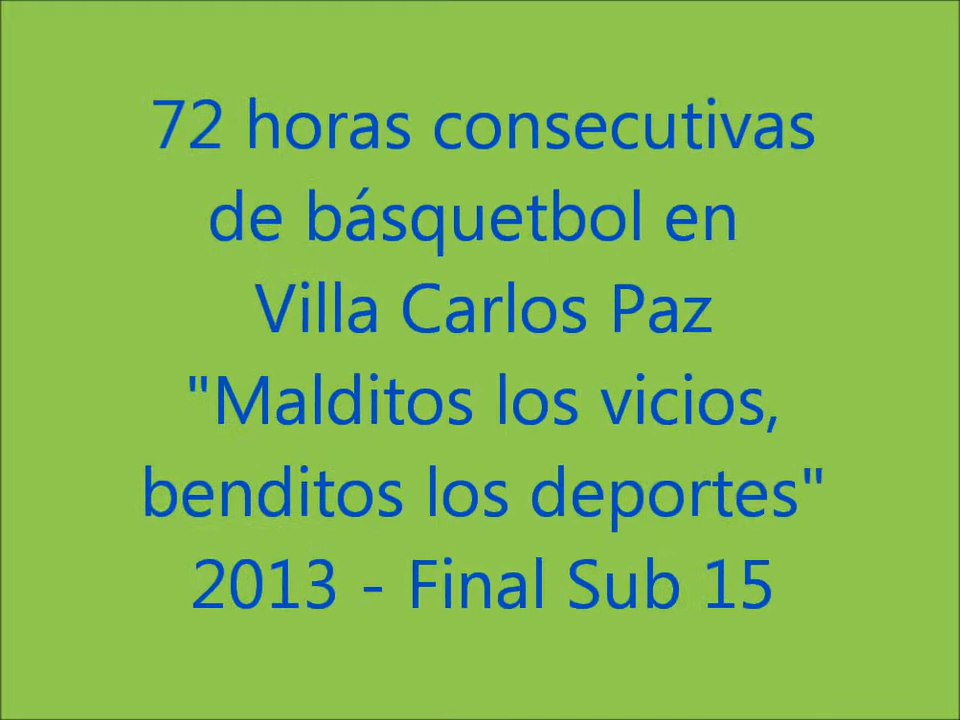 72 horas consecutivas
de básquetbol en
Villa Carlos Paz
"Malditos los vicios,
benditos los deportes"
2013 - Final Sub 15